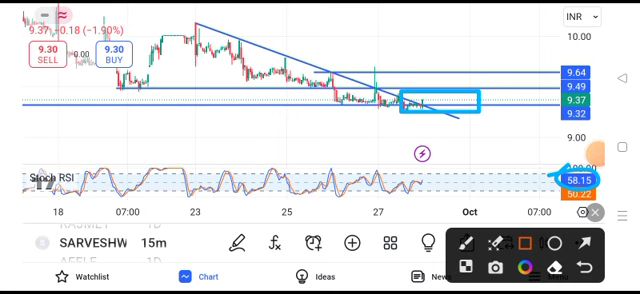 9.37 +0.18 (−1.90%)
INR
9.30
SELL
0.00
9.30
BUY
10.00
9.64
9.49
9.37
9.32
9.00
Stoch RSI
58.15
50.22
18 07:00 23 25 27 Oct 07:00
SARVESHW 15m
Watchlist Chart Ideas News Menu